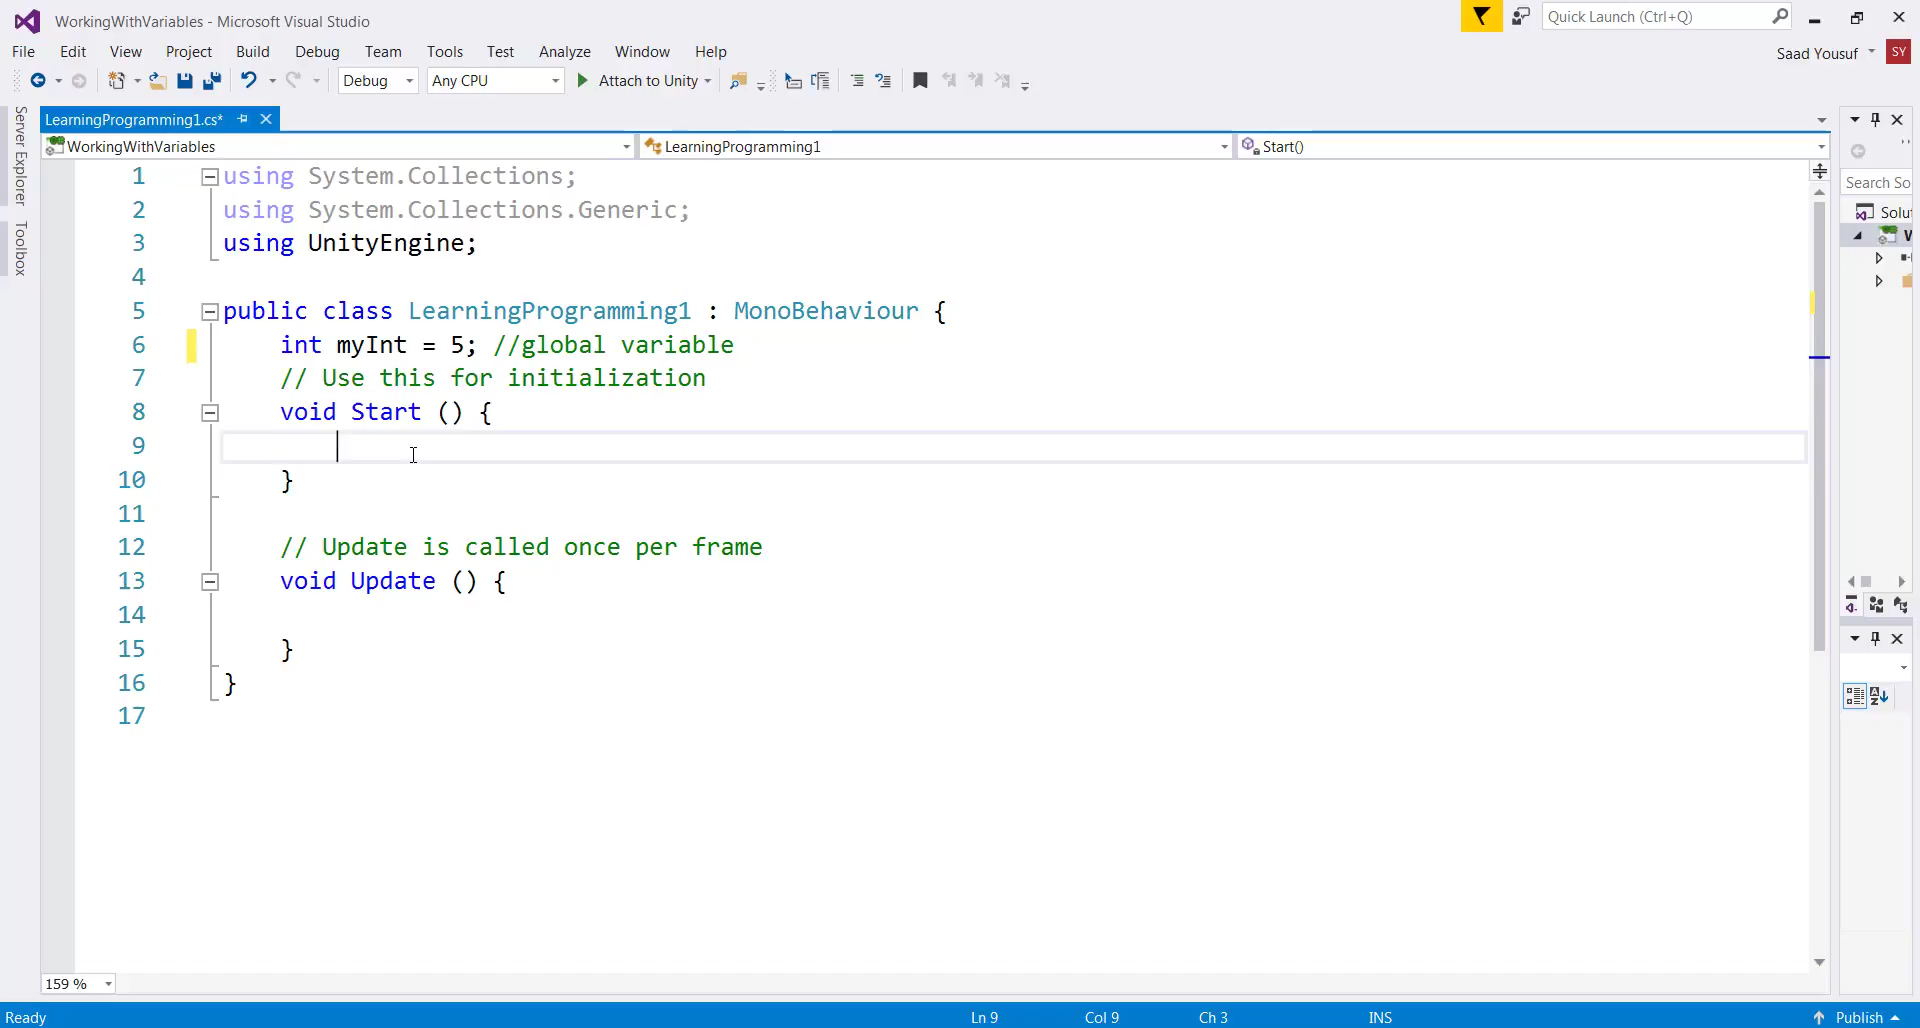 WorkingWithVariables - Microsoft Visual Studio
Quick Launch (Ctrl+Q)
File Edit View Project Build Debug Team Tools Test Analyze Window Help
Saad Yousuf SY
Debug Any CPU Attach to Unity
Server Explorer
Toolbox
LearningProgramming1.cs*
WorkingWithVariables LearningProgramming1 Start()
Search So
Solut
W
1 using System.Collections;
2 using System.Collections.Generic;
3 using UnityEngine;
4
5 public class LearningProgramming1 : MonoBehaviour {
6 int myInt = 5; //global variable
7 // Use this for initialization
8 void Start () {
9
10 }
11
12 // Update is called once per frame
13 void Update () {
14
15 }
16 }
17
159 %
Ready Ln 9 Col 9 Ch 3 INS Publish